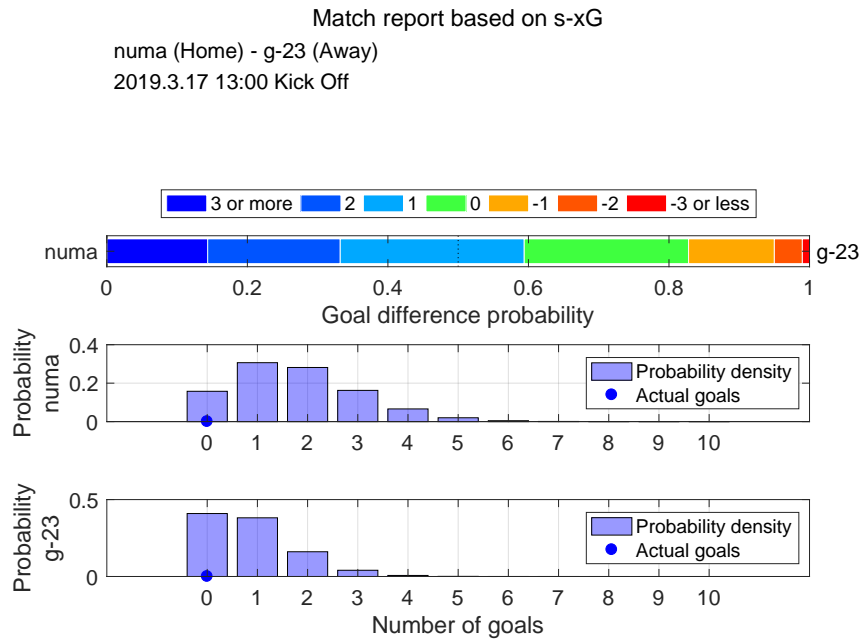 Match report based on s-xG
numa (Home) - g-23 (Away)
2019.3.17 13:00 Kick Off
3 or more 2 1 0 -1 -2 -3 or less
numa g-23
0 0.2 0.4 0.6 0.8 1
Goal difference probability
Probability
numa
0.4
0.2
0
Probability density
Actual goals
0 1 2 3 4 5 6 7 8 9 10
Probability
g-23
0.5
0
Probability density
Actual goals
0 1 2 3 4 5 6 7 8 9 10
Number of goals